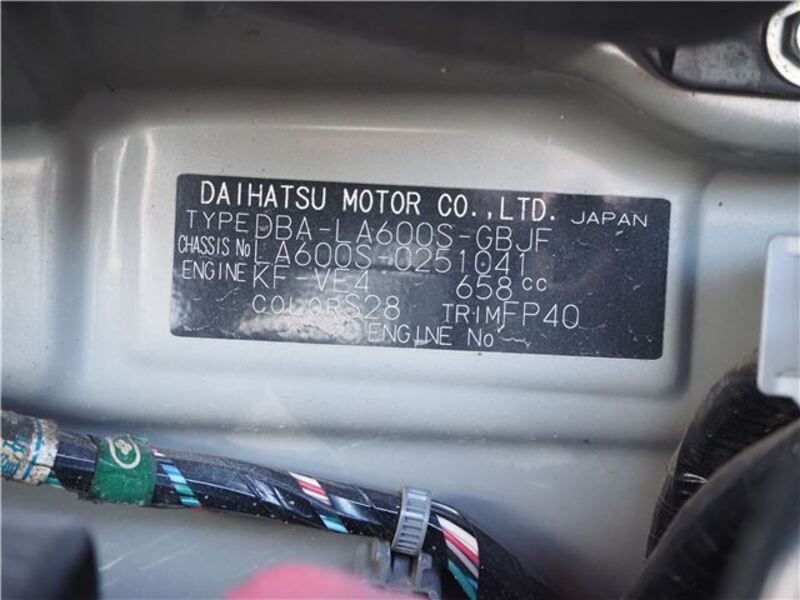 DAIHATSU MOTOR CO.,LTD. JAPAN
TYPE DBA-LA600S-GBJF
CHASSIS No LA600S-0251041
ENGINE KF-VE4 658cc
COLOR S28 TRIM FP40
ENGINE No